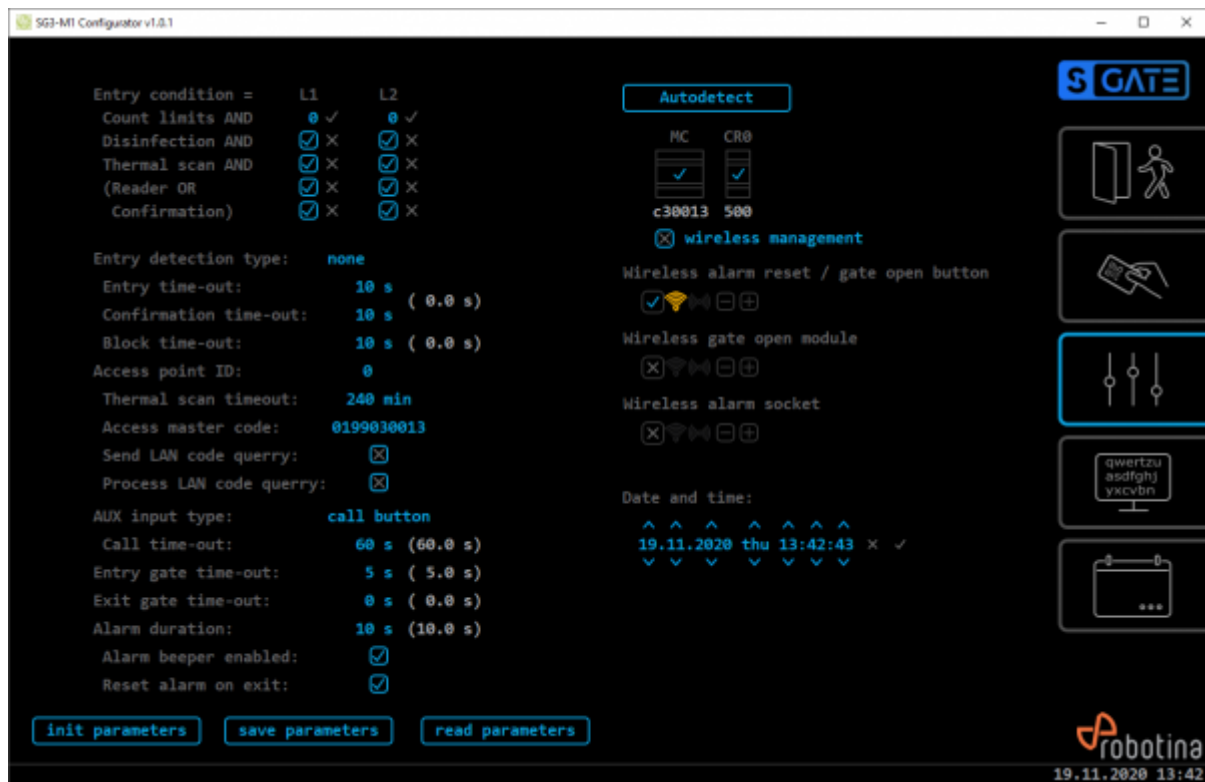 SG3-M1 Configurator v1.0.1
Entry condition = L1 L2
Count limits AND 0 0
Disinfection AND
Thermal scan AND
(Reader OR
Confirmation)
Entry detection type: none
Entry time-out: 10 s
( 0.0 s)
Confirmation time-out: 10 s
Block time-out: 10 s ( 0.0 s)
Access point ID: 0
Thermal scan timeout: 240 min
Access master code: 0199030013
Send LAN code querry:
Process LAN code querry:
AUX input type: call button
Call time-out: 60 s (60.0 s)
Entry gate time-out: 5 s ( 5.0 s)
Exit gate time-out: 0 s ( 0.0 s)
Alarm duration: 10 s (10.0 s)
Alarm beeper enabled:
Reset alarm on exit:
init parameters save parameters read parameters
Autodetect
MC CR0
c30013 500
wireless management
Wireless alarm reset / gate open button
Wireless gate open module
Wireless alarm socket
Date and time:
19.11.2020 thu 13:42:43
S GATE
qwertzu
asdfghj
yxcvbn
robotina
19.11.2020 13:42